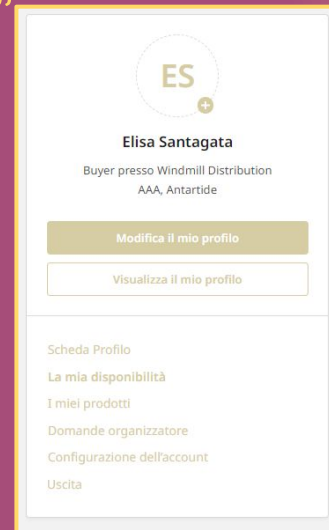 ”
ES
Elisa Santagata
Buyer presso Windmill Distribution
AAA, Antartide
Modifica il mio profilo
Visualizza il mio profilo
Scheda Profilo
La mia disponibilità
I miei prodotti
Domande organizzatore
Configurazione dell'account
Uscita